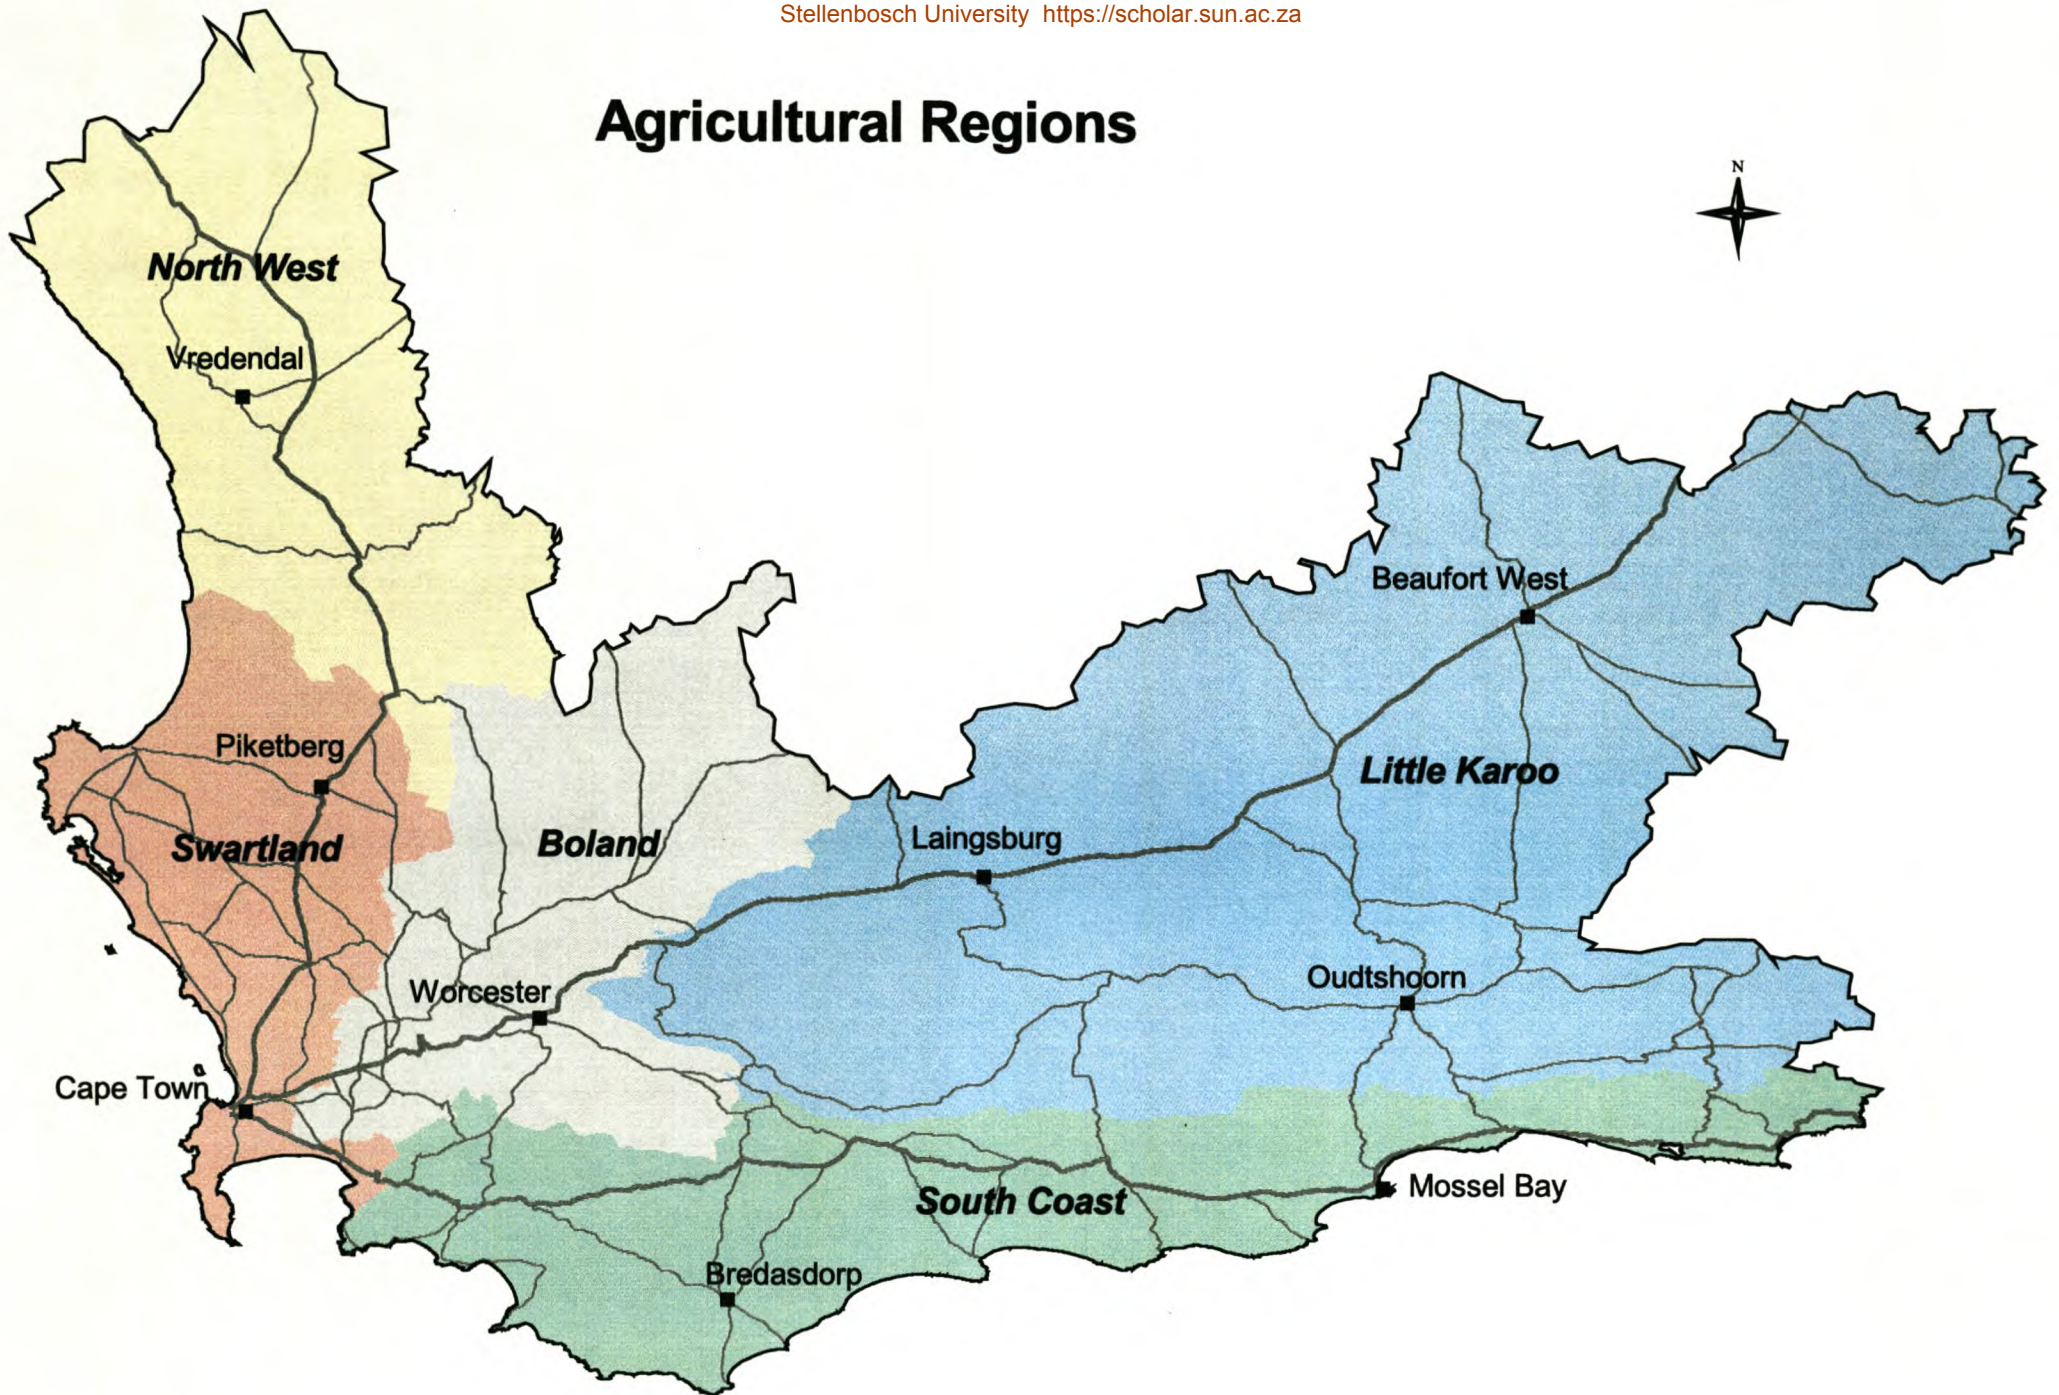 Stellenbosch University https://scholar.sun.ac.za
Agricultural Regions
N
North West
Vredendal
Beaufort West
Piketberg
Little Karoo
Swartland
Boland
Laingsburg
Worcester
Oudtshoorn
Cape Town
South Coast
Mossel Bay
Bredasdorp